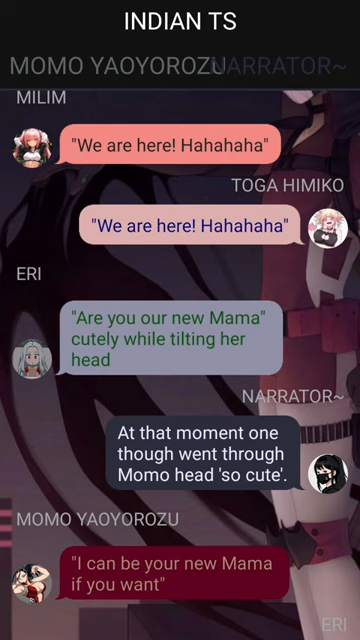 INDIAN TS
MOMO YAOYOROZU
NARRATOR~
MILIM
"We are here! Hahahaha"
TOGA HIMIKO
"We are here! Hahahaha"
ERI
"Are you our new Mama"
cutely while tilting her
head
NARRATOR~
At that moment one
though went through
Momo head 'so cute'.
MOMO YAOYOROZU
"I can be your new Mama
if you want"
ERI